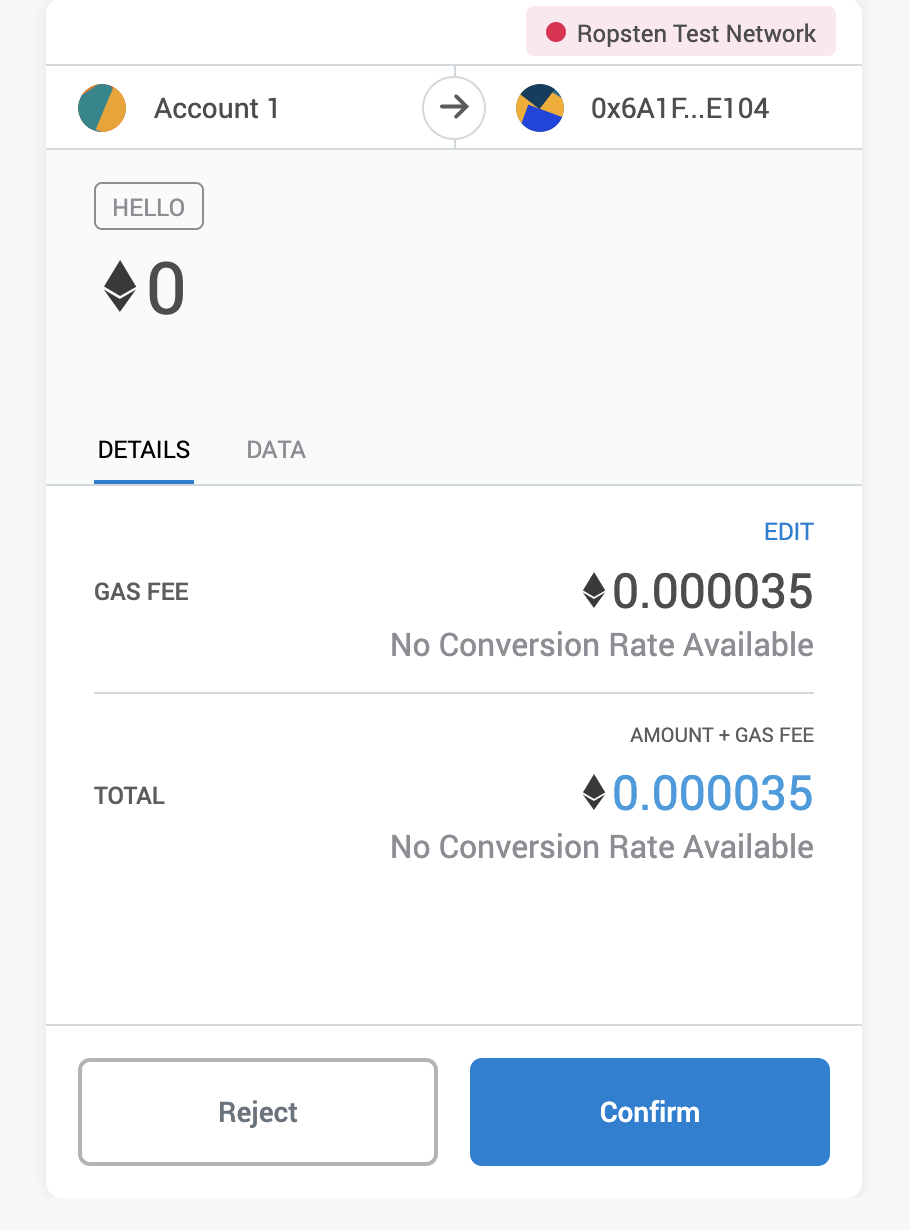 Ropsten Test Network
Account 1
0x6A1F...E104
HELLO
0
DETAILS
DATA
EDIT
GAS FEE
0.000035
No Conversion Rate Available
AMOUNT + GAS FEE
TOTAL
0.000035
No Conversion Rate Available
Reject
Confirm